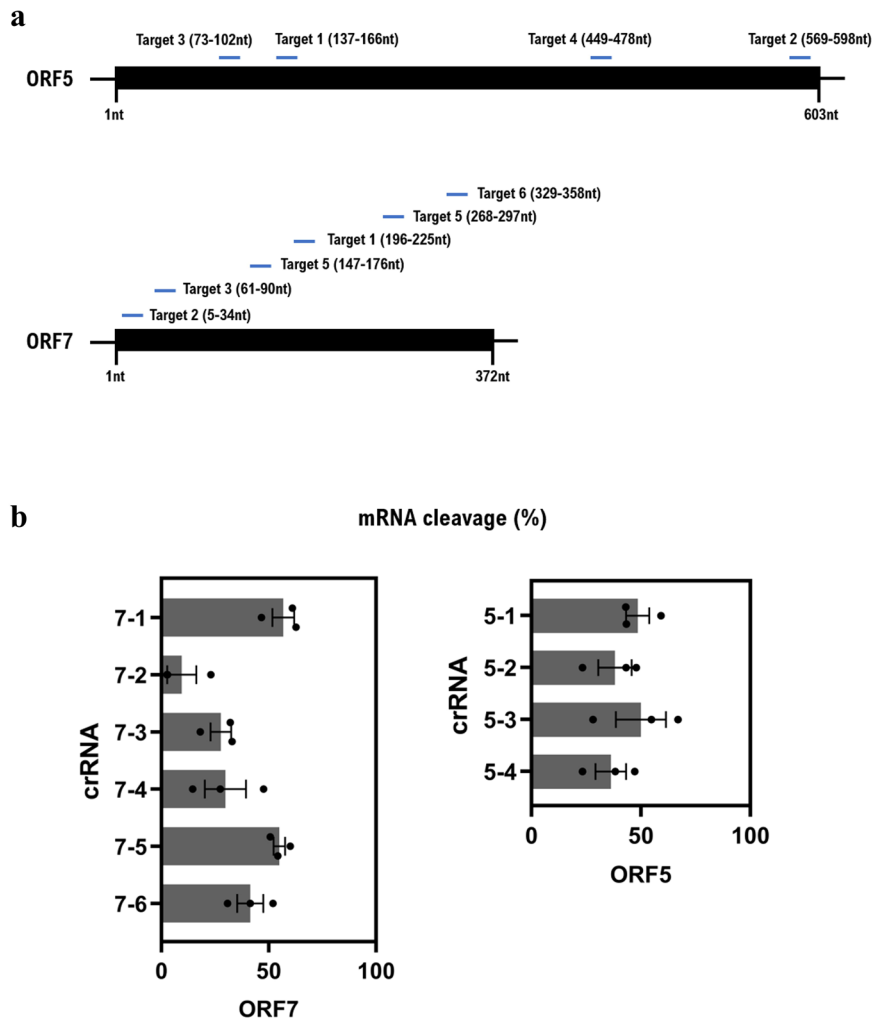 a
Target 3 (73-102nt) Target 1 (137-166nt) Target 4 (449-478nt) Target 2 (569-598nt)
ORF5
1nt 603nt
Target 6 (329-358nt)
Target 5 (268-297nt)
Target 1 (196-225nt)
Target 5 (147-176nt)
Target 3 (61-90nt)
Target 2 (5-34nt)
ORF7
1nt 372nt
b
mRNA cleavage (%)
crRNA
7-1
7-2
7-3
7-4
7-5
7-6
0 50 100
ORF7
crRNA
5-1
5-2
5-3
5-4
0 50 100
ORF5